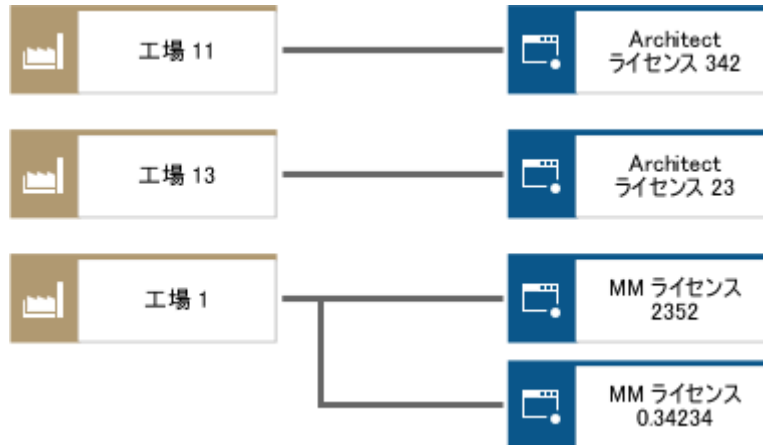 工場 11
Architect
ライセンス 342
工場 13
Architect
ライセンス 23
工場 1
MM ライセンス
2352
MM ライセンス
0.34234